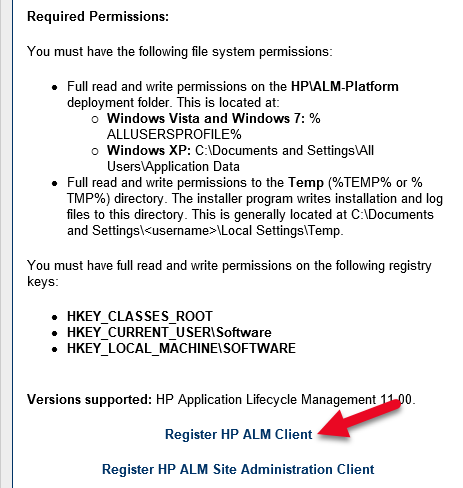 Required Permissions:
You must have the following file system permissions:
• Full read and write permissions on the HP\ALM-Platform
deployment folder. This is located at:
o Windows Vista and Windows 7: %
ALLUSERSPROFILE%
o Windows XP: C:\Documents and Settings\All
Users\Application Data
• Full read and write permissions to the Temp (%TEMP% or %
TMP%) directory. The installer program writes installation and log
files to this directory. This is generally located at C:\Documents
and Settings\<username>\Local Settings\Temp.
You must have full read and write permissions on the following registry
keys:
• HKEY_CLASSES_ROOT
• HKEY_CURRENT_USER\Software
• HKEY_LOCAL_MACHINE\SOFTWARE
Versions supported: HP Application Lifecycle Management 11.00.
Register HP ALM Client
Register HP ALM Site Administration Client